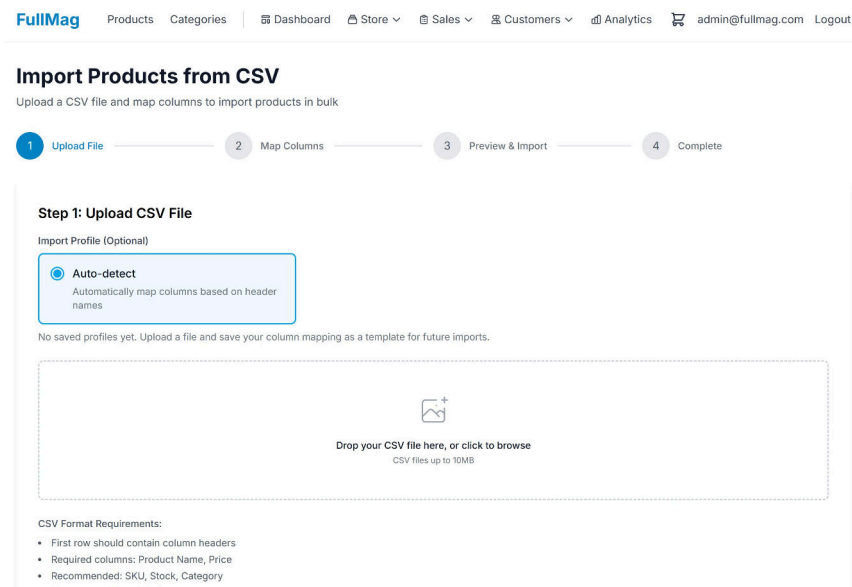 FullMag Products Categories Dashboard Store Sales Customers Analytics admin@fullmag.com Logout
Import Products from CSV
Upload a CSV file and map columns to import products in bulk
1 Upload File 2 Map Columns 3 Preview & Import 4 Complete
Step 1: Upload CSV File
Import Profile (Optional)
Auto-detect
Automatically map columns based on header
names
No saved profiles yet. Upload a file and save your column mapping as a template for future imports.
Drop your CSV file here, or click to browse
CSV files up to 10MB
CSV Format Requirements:
• First row should contain column headers
• Required columns: Product Name, Price
• Recommended: SKU, Stock, Category